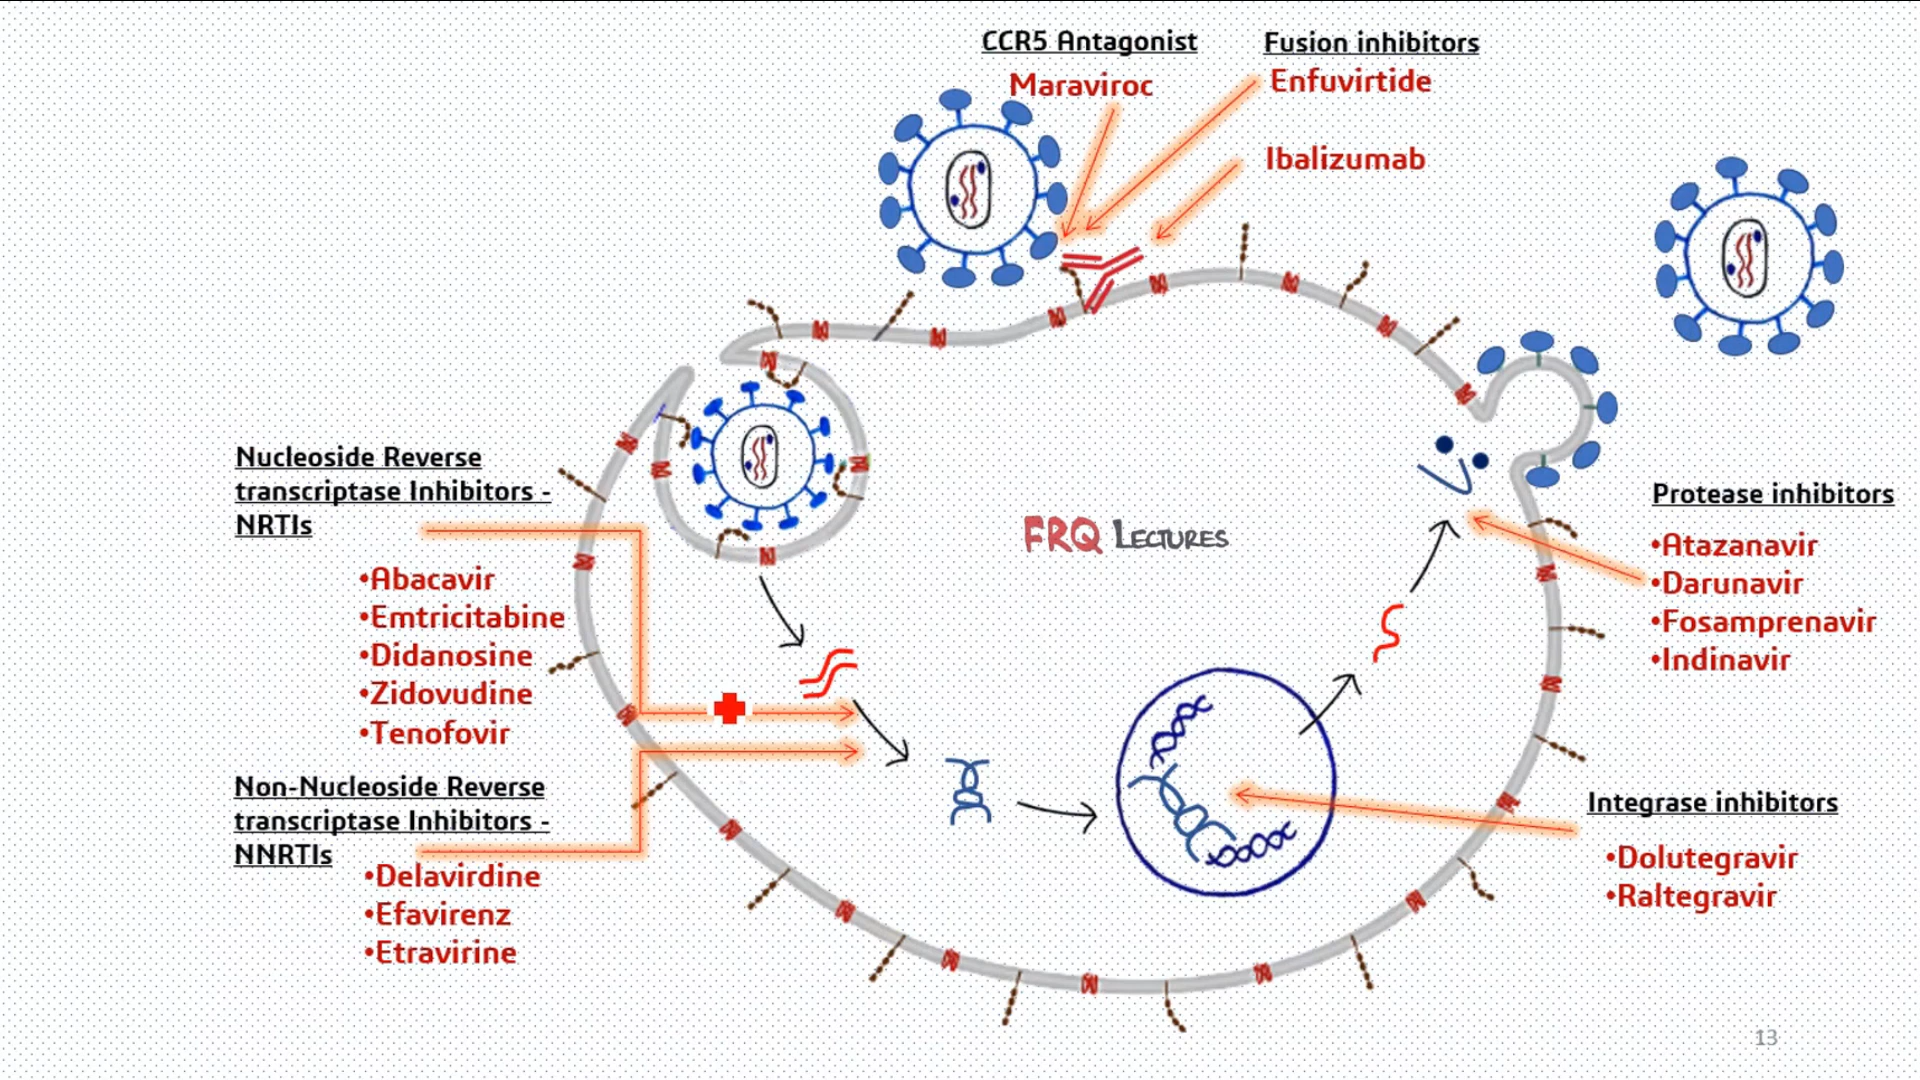 CCR5 Antagonist
Maraviroc
Fusion inhibitors
Enfuvirtide
Ibalizumab
Nucleoside Reverse
transcriptase Inhibitors -
NRTIs
•Abacavir
•Emtricitabine
•Didanosine
•Zidovudine
•Tenofovir
Non-Nucleoside Reverse
transcriptase Inhibitors -
NNRTIs
•Delavirdine
•Efavirenz
•Etravirine
FRQ Lectures
Protease inhibitors
•Atazanavir
•Darunavir
•Fosamprenavir
•Indinavir
Integrase inhibitors
•Dolutegravir
•Raltegravir
13